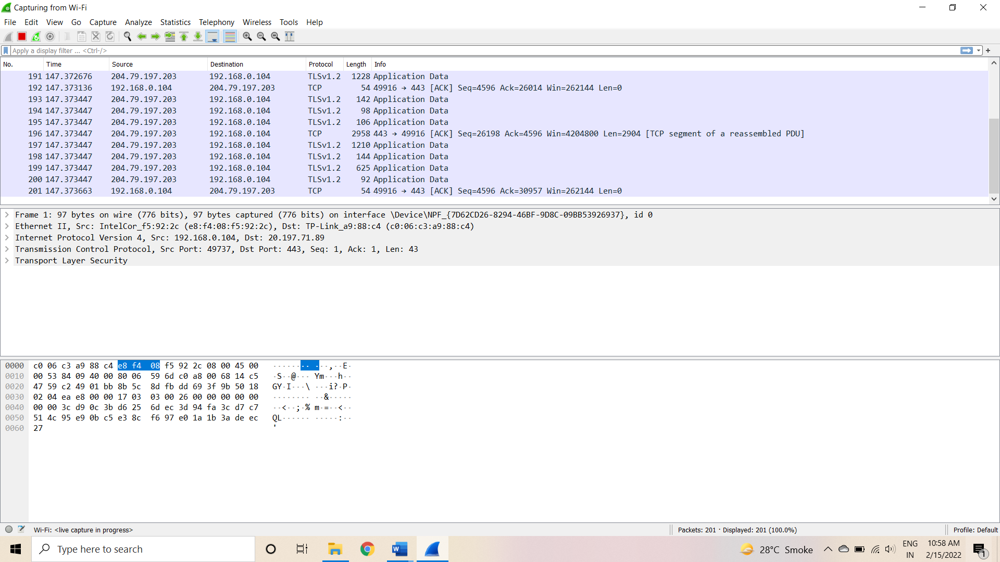 Capturing from Wi-Fi
File Edit View Go Capture Analyze Statistics Telephony Wireless Tools Help
Apply a display filter ... <Ctrl-/>
No. Time Source Destination Protocol Length Info
191 147.372676 204.79.197.203 192.168.0.104 TLSv1.2 1228 Application Data
192 147.373136 192.168.0.104 204.79.197.203 TCP 54 49916 → 443 [ACK] Seq=4596 Ack=26014 Win=262144 Len=0
193 147.373447 204.79.197.203 192.168.0.104 TLSv1.2 142 Application Data
194 147.373447 204.79.197.203 192.168.0.104 TLSv1.2 98 Application Data
195 147.373447 204.79.197.203 192.168.0.104 TLSv1.2 106 Application Data
196 147.373447 204.79.197.203 192.168.0.104 TCP 2958 443 → 49916 [ACK] Seq=26198 Ack=4596 Win=4204800 Len=2904 [TCP segment of a reassembled PDU]
197 147.373447 204.79.197.203 192.168.0.104 TLSv1.2 1210 Application Data
198 147.373447 204.79.197.203 192.168.0.104 TLSv1.2 144 Application Data
199 147.373447 204.79.197.203 192.168.0.104 TLSv1.2 625 Application Data
200 147.373447 204.79.197.203 192.168.0.104 TLSv1.2 92 Application Data
201 147.373663 192.168.0.104 204.79.197.203 TCP 54 49916 → 443 [ACK] Seq=4596 Ack=30957 Win=262144 Len=0
Frame 1: 97 bytes on wire (776 bits), 97 bytes captured (776 bits) on interface \Device\NPF_{7D62CD26-8294-46BF-9D8C-09BB53926937}, id 0
Ethernet II, Src: IntelCor_f5:92:2c (e8:f4:08:f5:92:2c), Dst: TP-Link_a9:88:c4 (c0:06:c3:a9:88:c4)
Internet Protocol Version 4, Src: 192.168.0.104, Dst: 20.197.71.89
Transmission Control Protocol, Src Port: 49737, Dst Port: 443, Seq: 1, Ack: 1, Len: 43
Transport Layer Security
0000 c0 06 c3 a9 88 c4 e8 f4 08 f5 92 2c 08 00 45 00 ········ ···,··E·
0010 00 53 84 09 40 00 80 06 59 6d c0 a8 00 68 14 c5 ·S··@··· Ym···h··
0020 47 59 c2 49 01 bb 8b 5c 8d fb dd 69 3f 9b 50 18 GY·I···\ ···i?·P·
0030 02 04 ea e8 00 00 17 03 03 00 26 00 00 00 00 00 ········ ··&·····
0040 00 00 3c d9 0c 3b d6 25 6d ec 3d 94 fa 3c d7 c7 ··<··;·% m·=··<··
0050 51 4c 95 e9 0b c5 e3 8c f6 97 e0 1a 1b 3a de ec QL······ ·····:··
0060 27 '
Wi-Fi: <live capture in progress> Packets: 201 · Displayed: 201 (100.0%) Profile: Default
Type here to search
28°C Smoke
ENG
IN
10:58 AM
2/15/2022
1